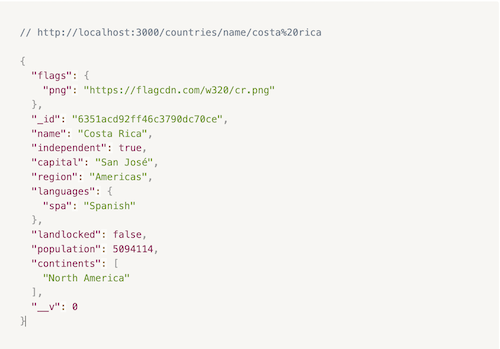 // http://localhost:3000/countries/name/costa%20rica
{
"flags": {
"png": "https://flagcdn.com/w320/cr.png"
},
"_id": "6351acd92ff46c3790dc70ce",
"name": "Costa Rica",
"independent": true,
"capital": "San José",
"region": "Americas",
"languages": {
"spa": "Spanish"
},
"landlocked": false,
"population": 5094114,
"continents": [
"North America"
],
"__v": 0
}